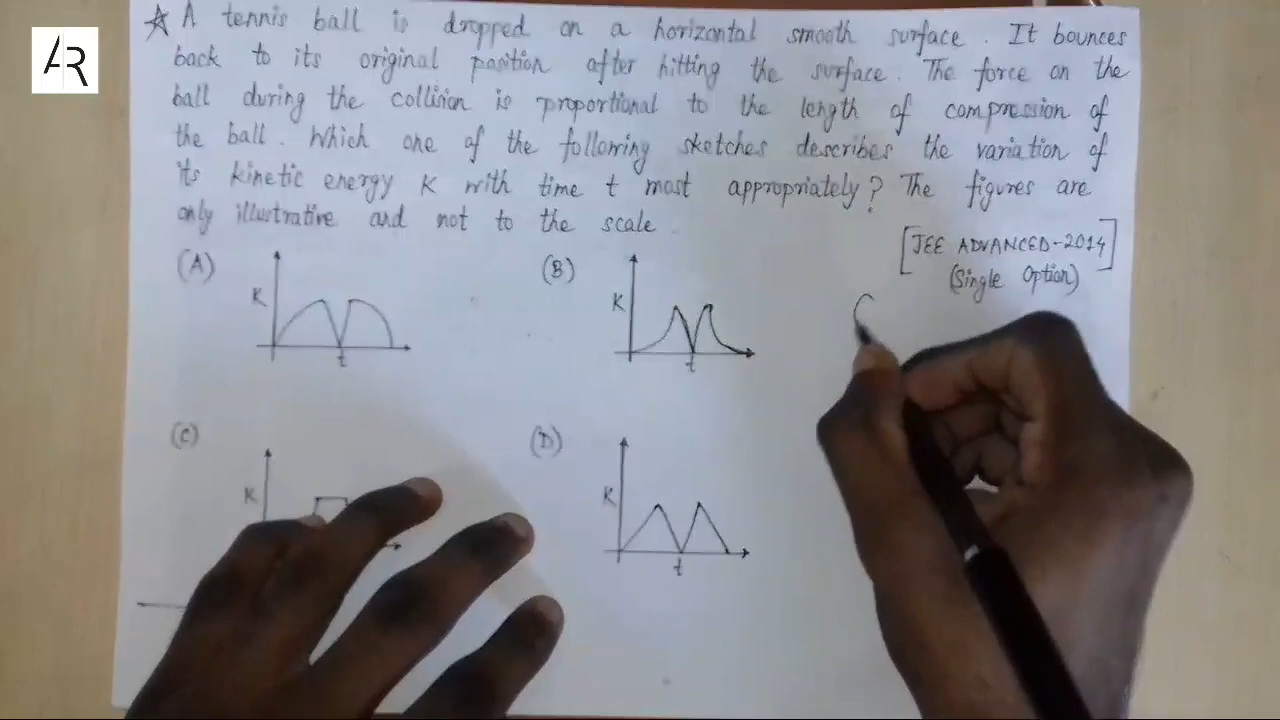 AR
☆ A tennis ball is dropped on a horizontal smooth surface. It bounces
back to its original position after hitting the surface. The force on the
ball during the collision is proportional to the length of compression of
the ball. Which one of the following sketches describes the variation of
its kinetic energy K with time t most appropriately? The figures are
only illustrative and not to the scale
[JEE ADVANCED-2014]
(Single Option)
(A)
K
t
(B)
K
t
(C)
K
(D)
K
t